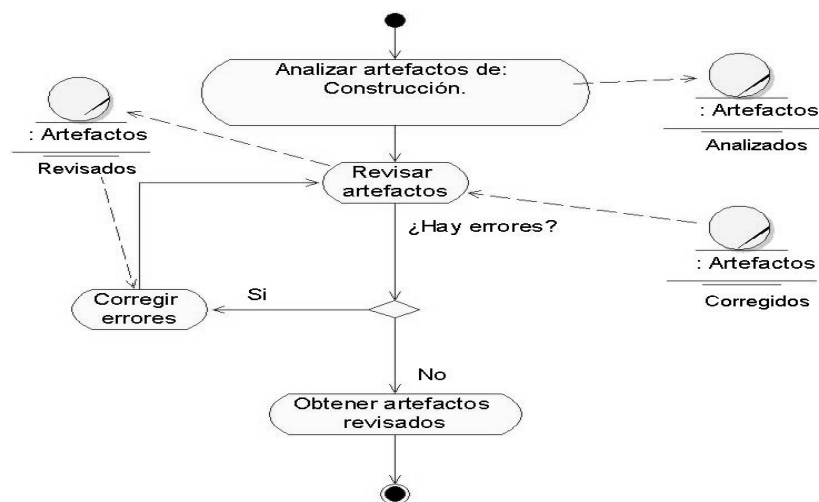 Analizar artefactos de:
Construcción.
: Artefactos
Analizados
: Artefactos
Revisados
Revisar
artefactos
¿Hay errores?
: Artefactos
Corregidos
Corregir
errores
Si
No
Obtener artefactos
revisados